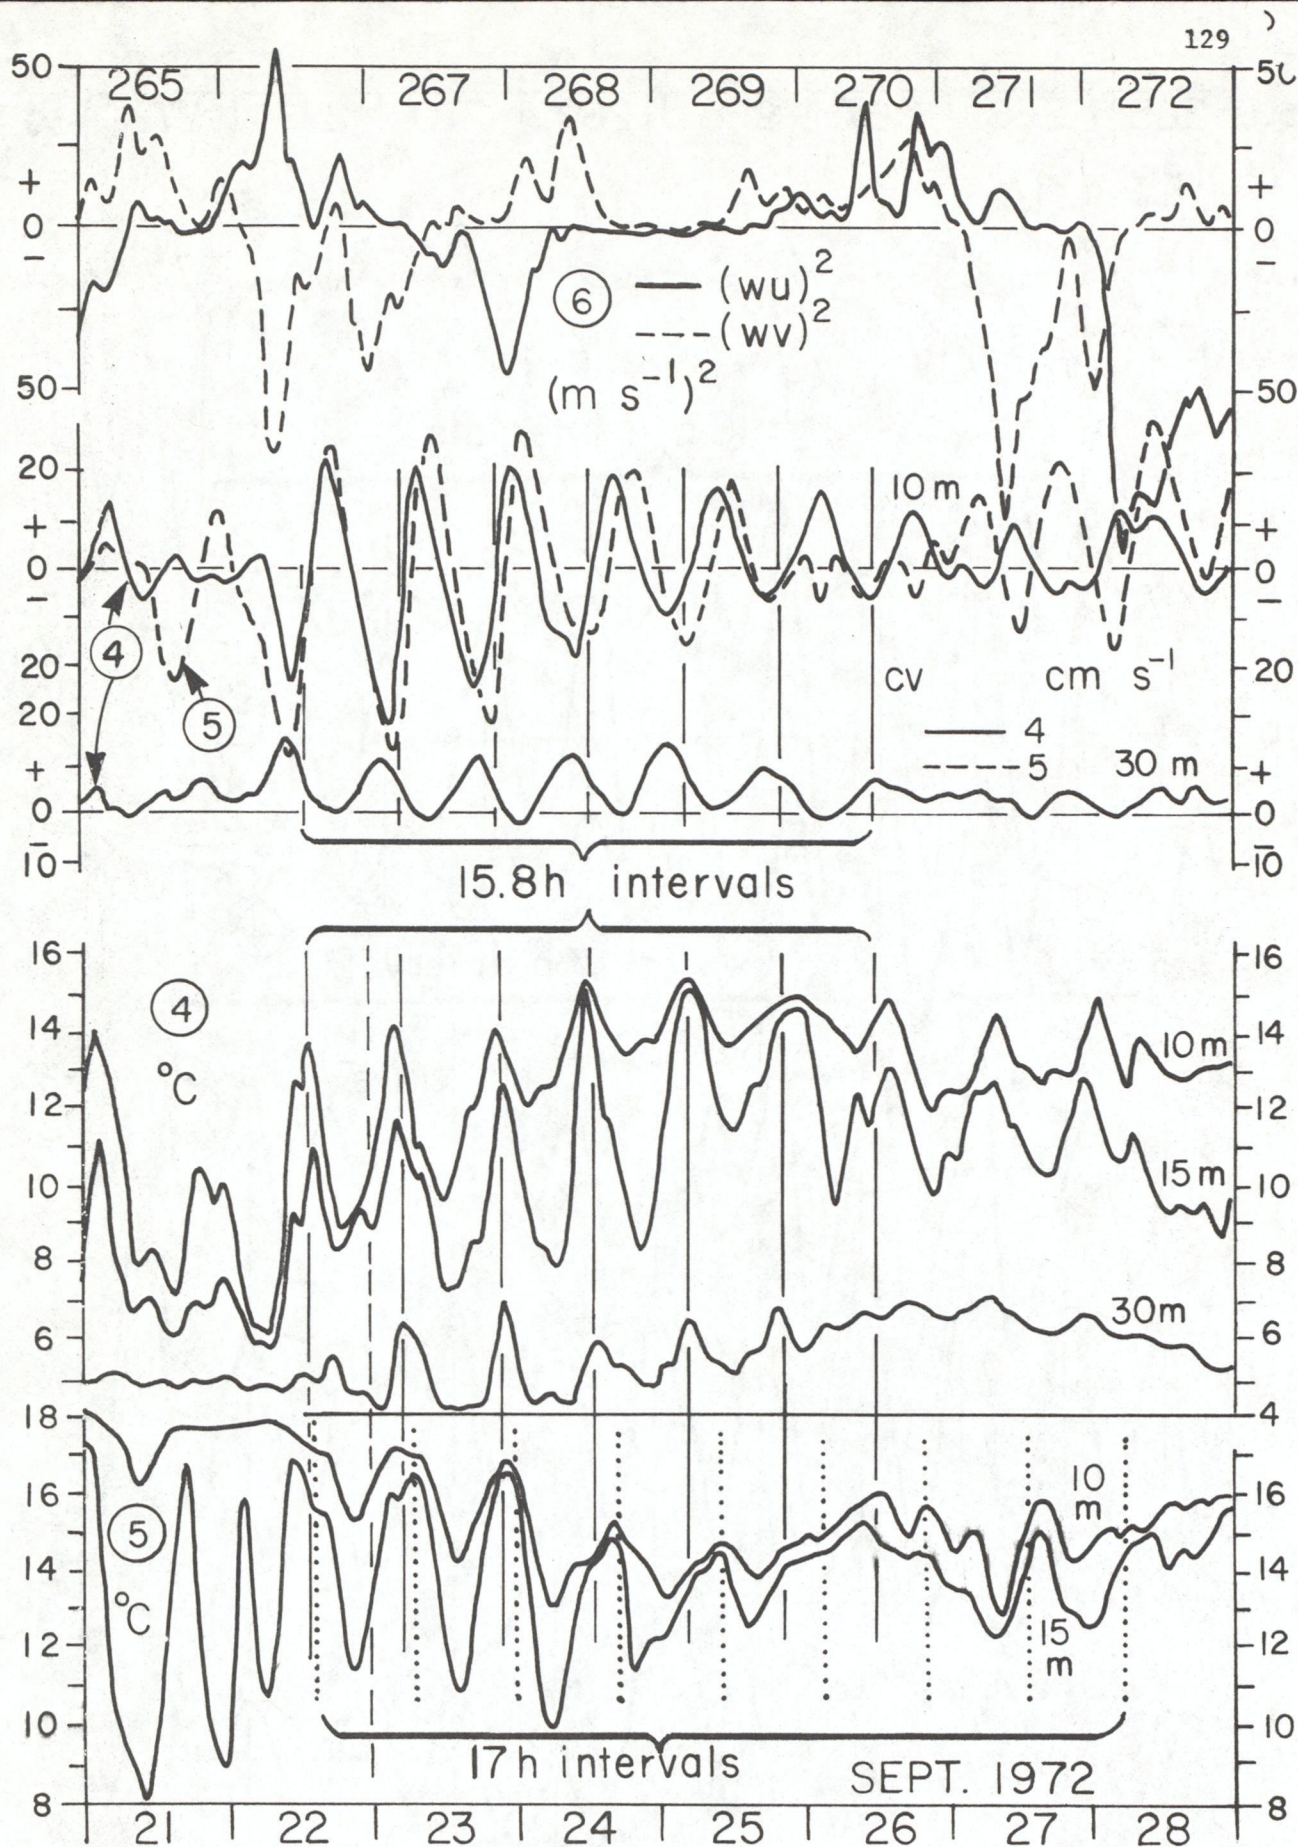 129
50 265 267 268 269 270 271 272 5
+ +
0 0
− −
6 (wu)²
(wv)²
50 (m s⁻¹)² 50
20 10 m
+ +
0 0
− −
4
20 cv cm s⁻¹ 20
5
20 4
+ 5 30 m +
0 0
− −
10 10
15.8h intervals
16 16
4
14 14
10 m
°C
12 12
10 15 m 10
8 8
30m
6 6
18 4
16 10 m 16
5
14 14
°C
12 15 m 12
10 10
17h intervals SEPT. 1972
8 8
21 22 23 24 25 26 27 28